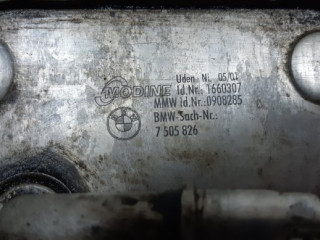 Uden Nl. 05/01
MODINE Id.Nr.: 1660307
MMW Id.Nr.:0908285
BMW-Sach-Nr.:
7 505 826